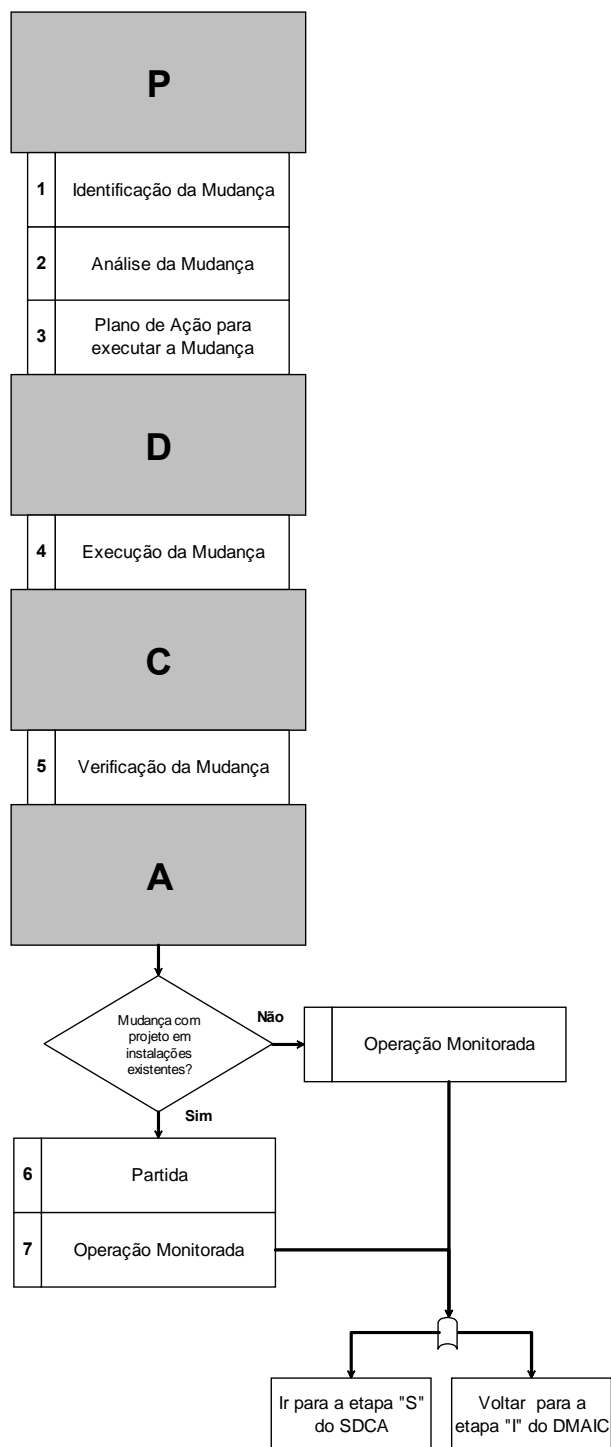 P
1 Identificação da Mudança
2 Análise da Mudança
3 Plano de Ação para
executar a Mudança
D
4 Execução da Mudança
C
5 Verificação da Mudança
A
Mudança com
projeto em
instalações
existentes?
Não
Operação Monitorada
Sim
6 Partida
7 Operação Monitorada
Ir para a etapa "S"
do SDCA
Voltar para a
etapa "I" do DMAIC